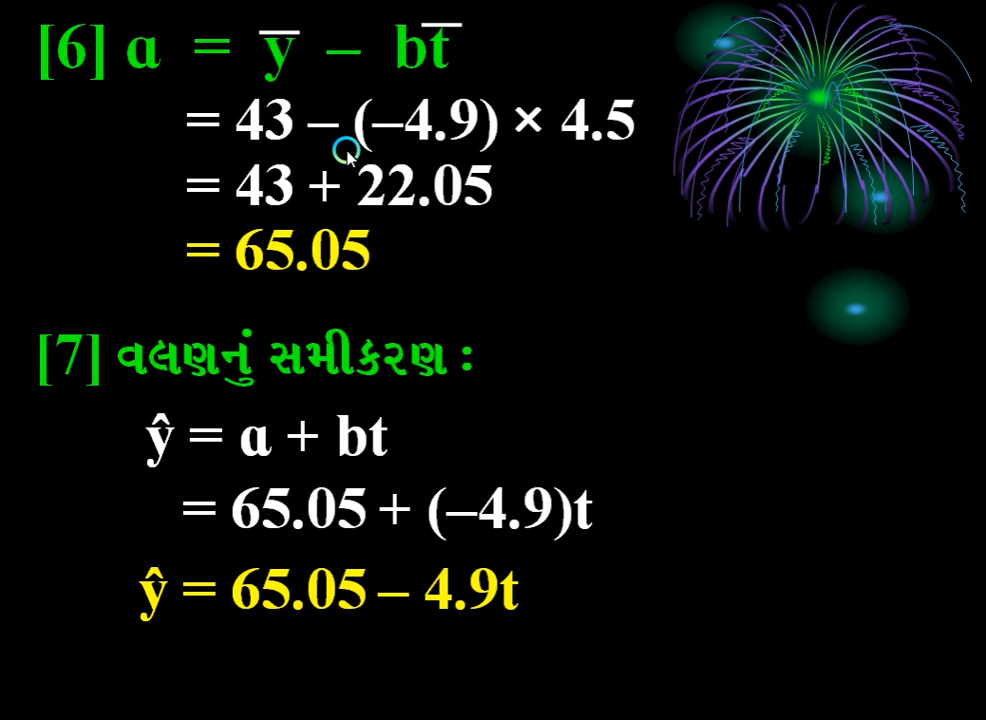 [6] a = y̅ – bt̅
= 43 – (–4.9) × 4.5
= 43 + 22.05
= 65.05
[7] વલણનું સમીકરણ :
ŷ = a + bt
= 65.05 + (–4.9)t
ŷ = 65.05 – 4.9t